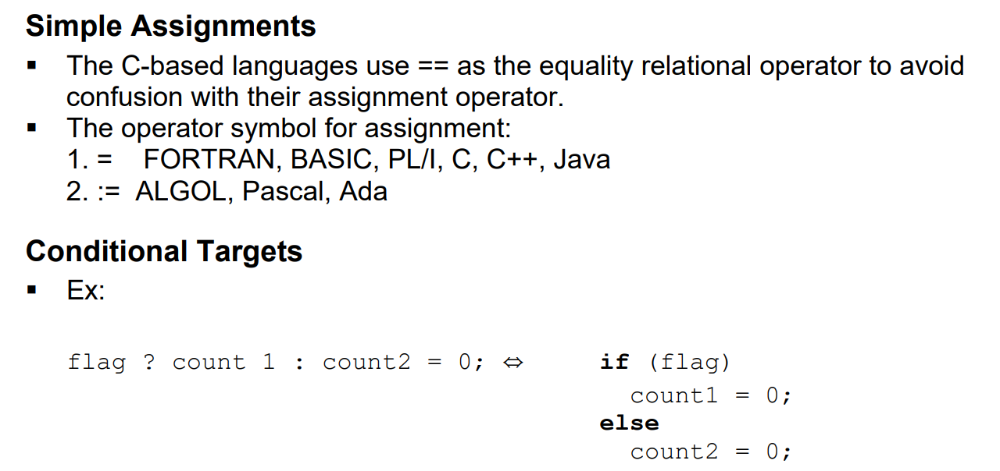 Simple Assignments
▪ The C-based languages use == as the equality relational operator to avoid
confusion with their assignment operator.
▪ The operator symbol for assignment:
1. = FORTRAN, BASIC, PL/I, C, C++, Java
2. := ALGOL, Pascal, Ada
Conditional Targets
▪ Ex:
flag ? count 1 : count2 = 0; ⇔ if (flag)
count1 = 0;
else
count2 = 0;